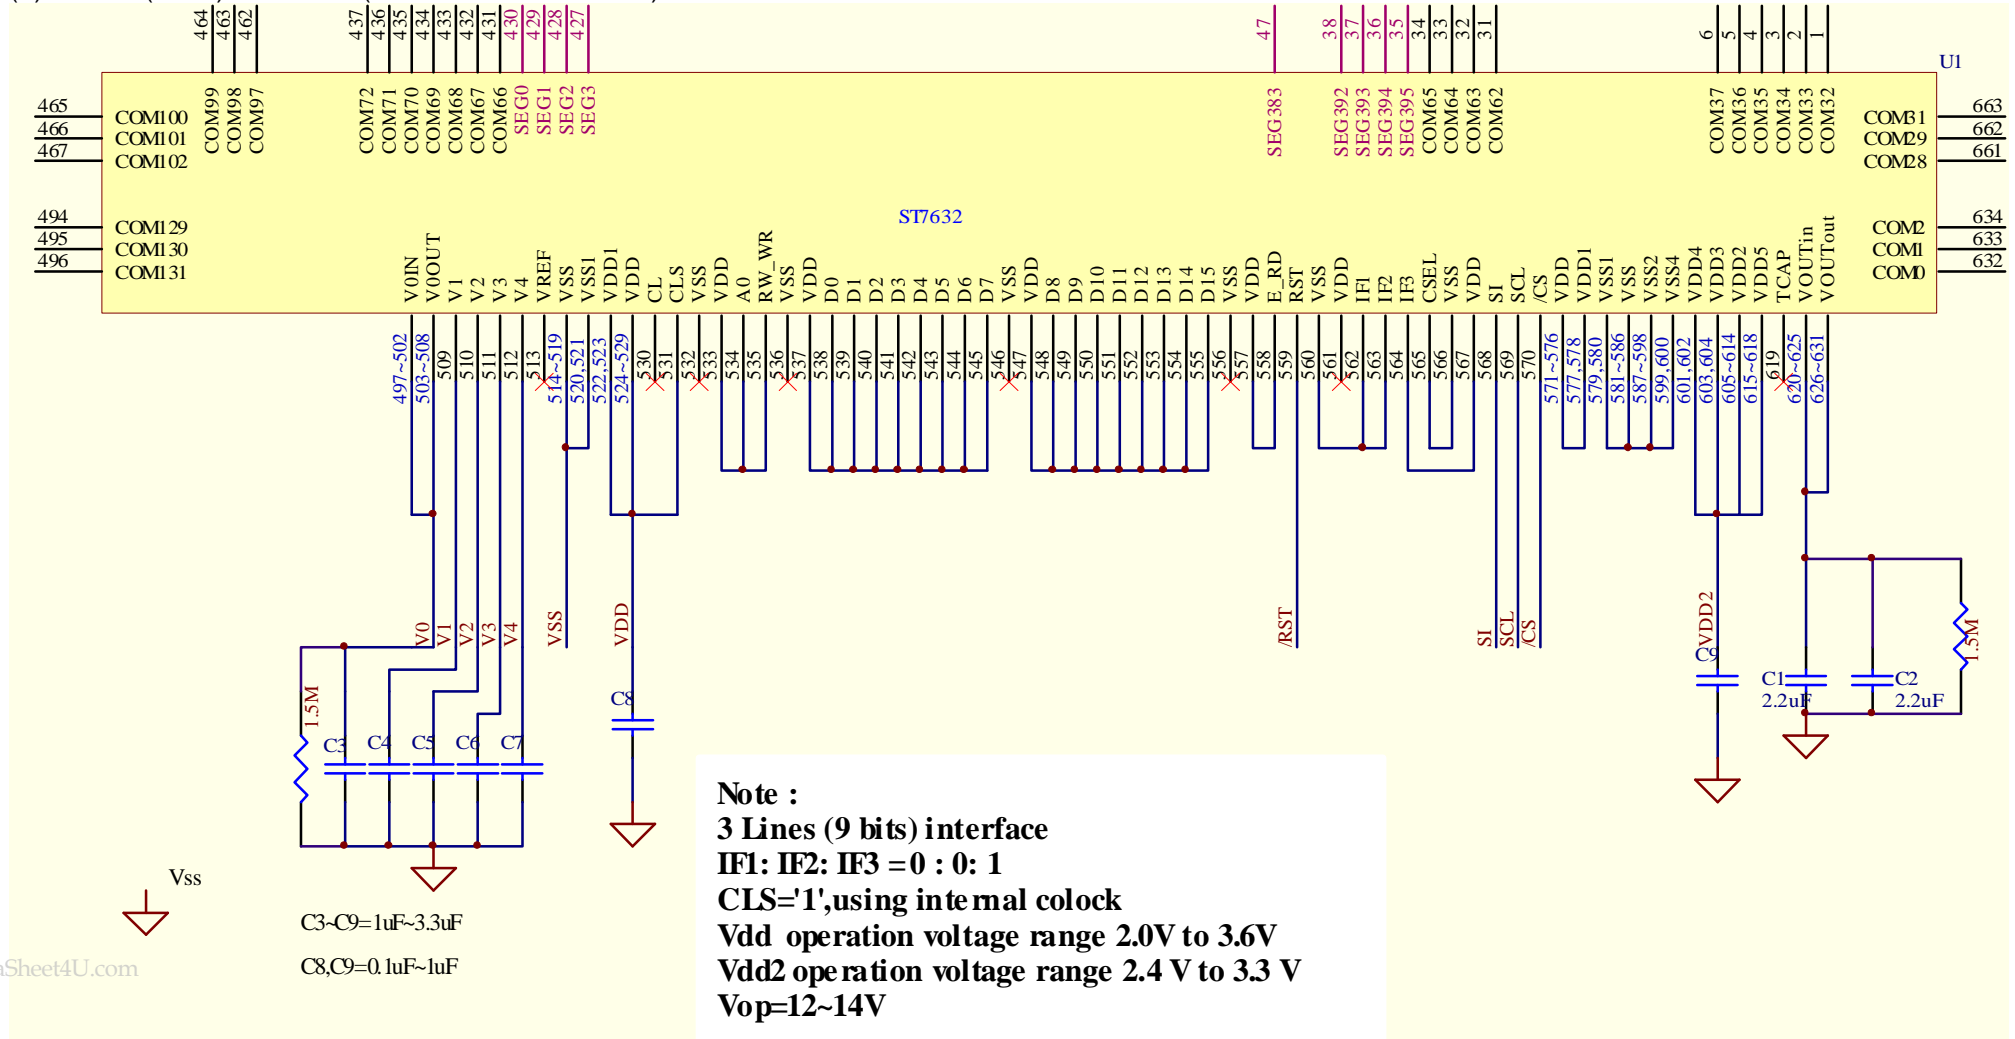 464 463 462 437 436 435 434 433 432 431 430 429 428 427 47 38 37 36 35 34 33 32 31 6 5 4 3 2 1
U1
COM99 COM98 COM97 COM72 COM71 COM70 COM69 COM68 COM67 COM66 SEG0 SEG1 SEG2 SEG3 SEG383 SEG392 SEG393 SEG394 SEG395 COM65 COM64 COM63 COM62 COM37 COM36 COM35 COM34 COM33 COM32
465 COM100 COM31 663
466 COM101 COM29 662
467 COM102 COM28 661
ST7632
494 COM129 COM2 634
495 COM130 COM1 633
496 COM131 COM0 632
V0IN V0OUT V1 V2 V3 V4 VREF VSS VSS1 VDD1 VDD CL CLS VSS VDD A0 RW_WR VSS VDD D0 D1 D2 D3 D4 D5 D6 D7 VSS VDD D8 D9 D10 D11 D12 D13 D14 D15 VSS VDD E_RD RST VSS VDD IF1 IF2 IF3 CSEL VSS VDD SI SCL /CS VDD VDD1 VSS1 VSS VSS2 VSS4 VDD4 VDD3 VDD2 VDD5 TCAP VOUTin VOUTout
497~502 503~508 509 510 511 512 513 514~519 520,521 522,523 524~529 530 531 532 533 534 535 536 537 538 539 540 541 542 543 544 545 546 547 548 549 550 551 552 553 554 555 556 557 558 559 560 561 562 563 564 565 566 567 568 569 570 571~576 577,578 579,580 581~586 587~598 599,600 601,602 603,604 605~614 615~618 619 620~625 626~631
V0 V1 V2 V3 V4 VSS VDD /RST SI SCL /CS VDD2
1.5M
C9
C1 C2
2.2uF 2.2uF
1.5M
C8
C3 C4 C5 C6 C7
Vss
C3~C9=1uF~3.3uF
C8,C9=0.1uF~1uF
Note :
3 Lines (9 bits) interface
IF1: IF2: IF3 =0 : 0: 1
CLS='1',using internal colock
Vdd operation voltage range 2.0V to 3.6V
Vdd2 operation voltage range 2.4 V to 3.3 V
Vop=12~14V
aSheet4U.com